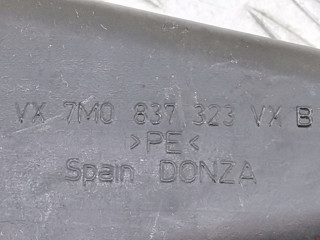 VX 7M0 837 323 VX B
>PE<
Spain DONZA